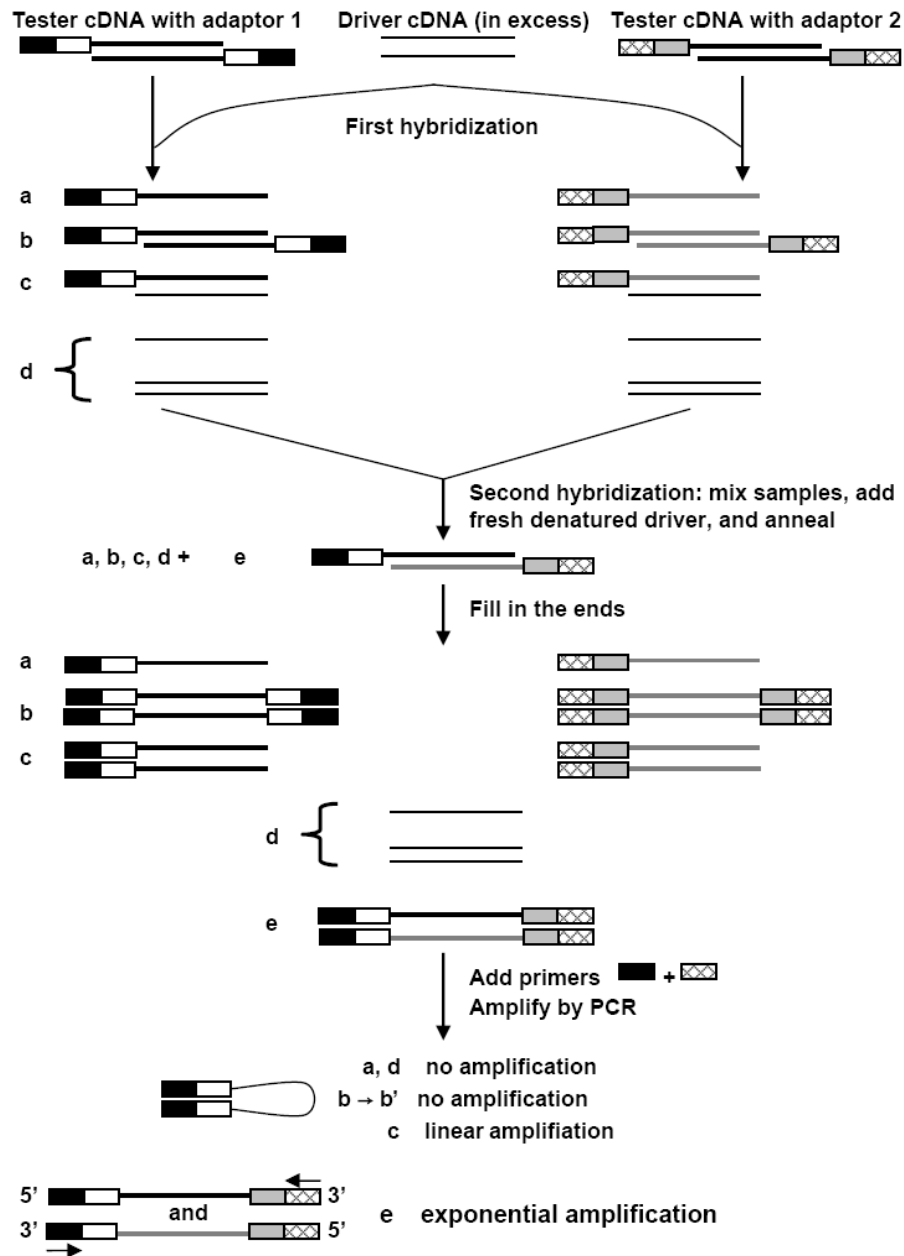 Tester cDNA with adaptor 1 Driver cDNA (in excess) Tester cDNA with adaptor 2
First hybridization
a
b
c
d
Second hybridization: mix samples, add
fresh denatured driver, and anneal
a, b, c, d + e
Fill in the ends
a
b
c
d
e
Add primers +
Amplify by PCR
a, d no amplification
b → b’ no amplification
c linear amplifiation
5’ 3’
and
3’ 5’
e exponential amplification